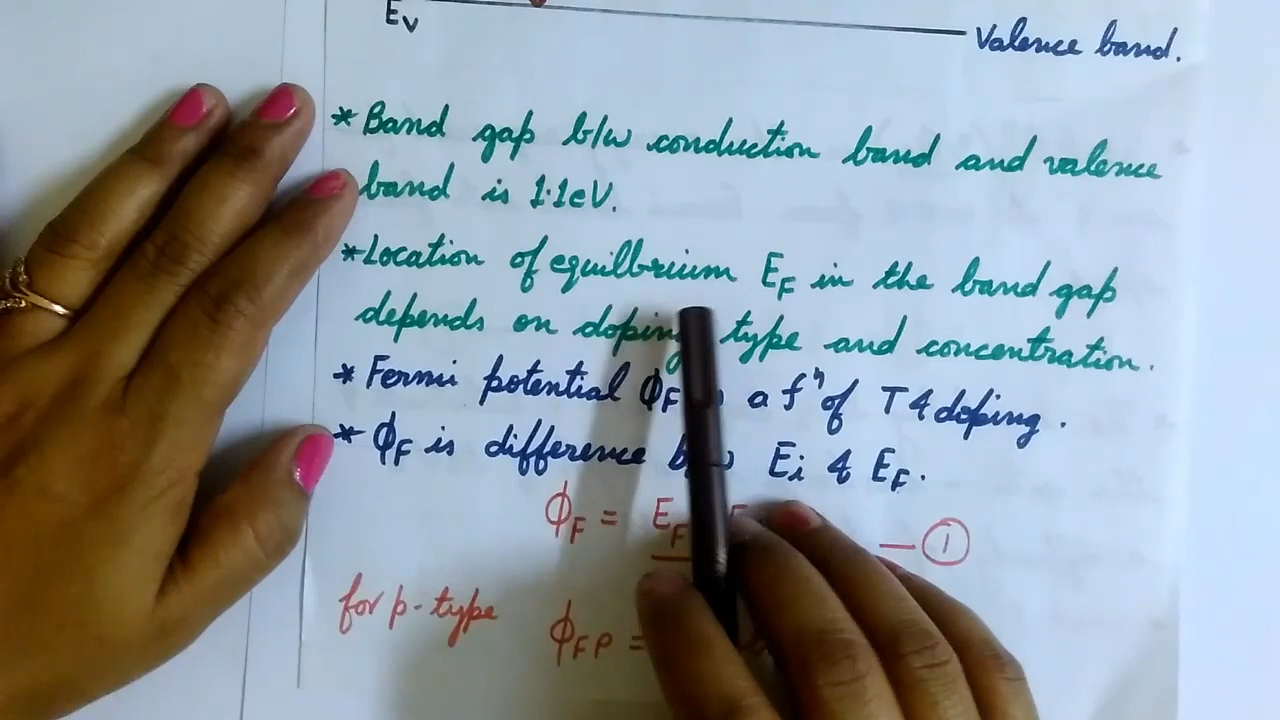 Ev
Valence band.
* Band gap b/w conduction band and valence
band is 1.1eV.
* Location of equilbrium EF in the band gap
depends on doping type and concentration.
* Fermi potential ϕF a fⁿ of T & doping.
* ϕF is difference Ei & EF.
ϕF = EF — ①
for p-type ϕFP =